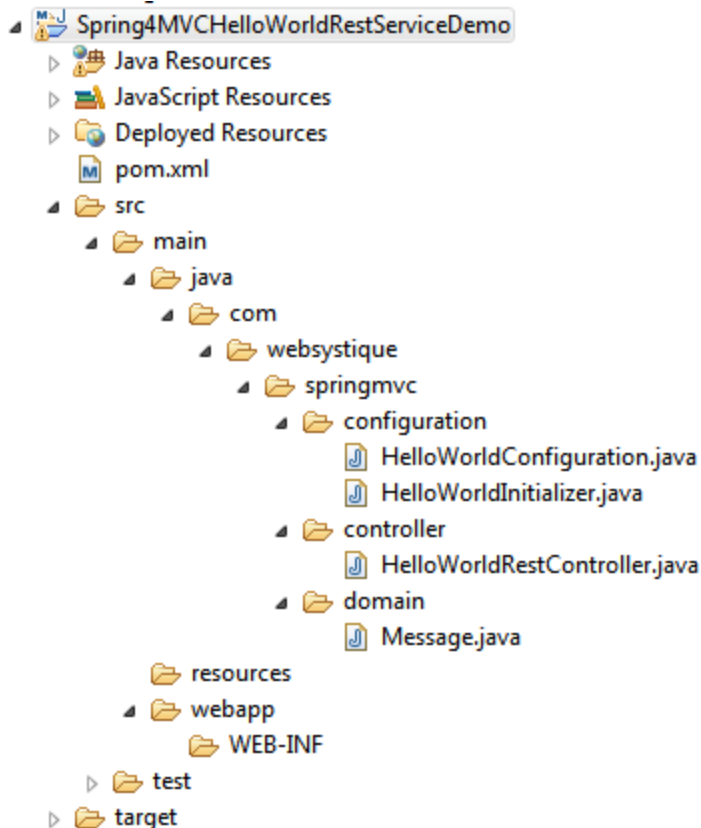 Spring4MVCHelloWorldRestServiceDemo
Java Resources
JavaScript Resources
Deployed Resources
pom.xml
src
main
java
com
websystique
springmvc
configuration
HelloWorldConfiguration.java
HelloWorldInitializer.java
controller
HelloWorldRestController.java
domain
Message.java
resources
webapp
WEB-INF
test
target